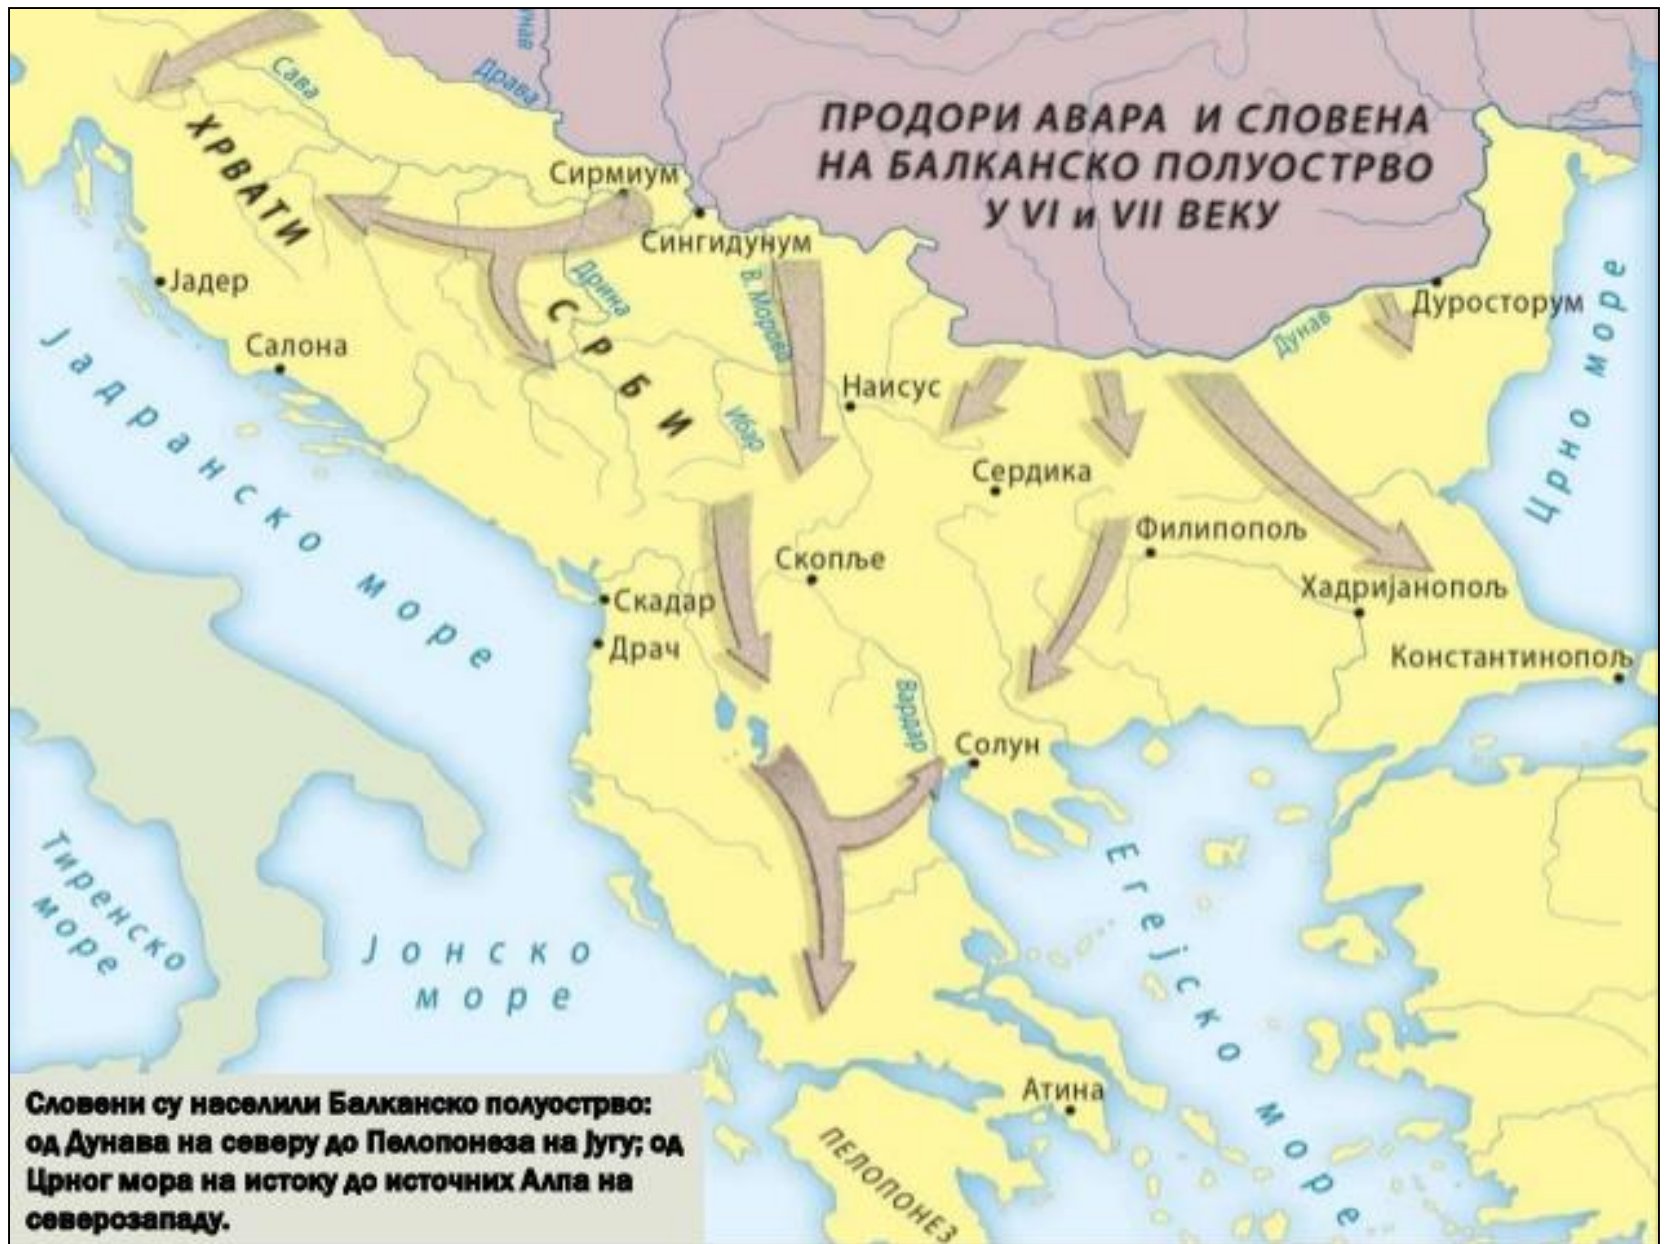 ПРОДОРИ АВАРА И СЛОВЕНА
НА БАЛКАНСКО ПОЛУОСТРВО
У VI и VII ВЕКУ
Сава
Драва
ХРВАТИ
Сирмиум
Сингидунум
Дрина
В. Морава
СРБИ
Јадер
Салона
Ибар
Наисус
Дунав
Дуросторум
Црно море
Јадранско море
Сердика
Филипопољ
Скопље
Хадријанопољ
Скадар
Драч
Константинопољ
Вардар
Солун
Тиренско
море
Јонско
море
Егејско море
Атина
ПЕЛОПОНЕЗ
Словени су населили Балканско полуострво:
од Дунава на северу до Пелопонеза на југу; од
Црног мора на истоку до источних Алпа на
северозападу.